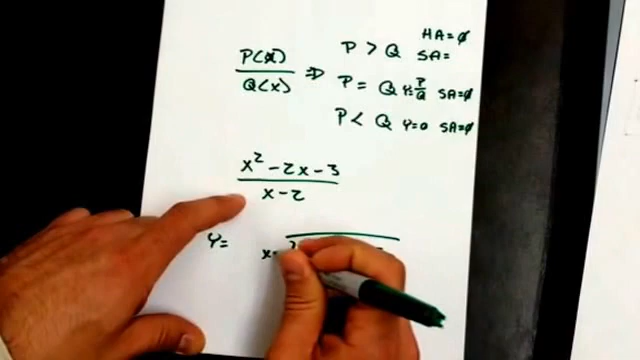 P > Q HA=ø SA=
P(x) / Q(x) ⇒ P = Q Y=P/Q SA=ø
P < Q Y=0 SA=ø
x² - 2x - 3
x - 2
Y=